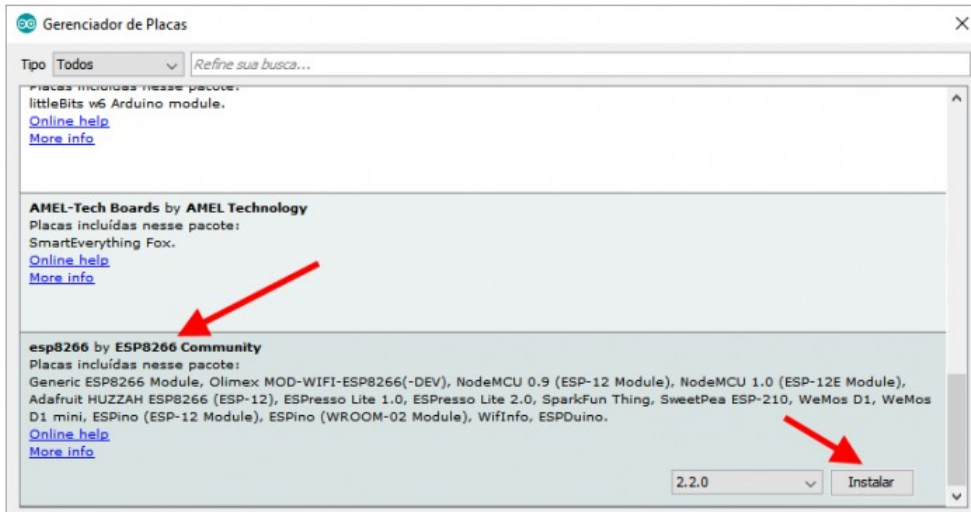 Gerenciador de Placas
Tipo Todos Refine sua busca...
Placas incluídas nesse pacote:
littleBits w6 Arduino module.
Online help
More info
AMEL-Tech Boards by AMEL Technology
Placas incluídas nesse pacote:
SmartEverything Fox.
Online help
More info
esp8266 by ESP8266 Community
Placas incluídas nesse pacote:
Generic ESP8266 Module, Olimex MOD-WIFI-ESP8266(-DEV), NodeMCU 0.9 (ESP-12 Module), NodeMCU 1.0 (ESP-12E Module),
Adafruit HUZZAH ESP8266 (ESP-12), ESPresso Lite 1.0, ESPresso Lite 2.0, SparkFun Thing, SweetPea ESP-210, WeMos D1, WeMos
D1 mini, ESPino (ESP-12 Module), ESPino (WROOM-02 Module), WifInfo, ESPDuino.
Online help
More info
2.2.0 Instalar